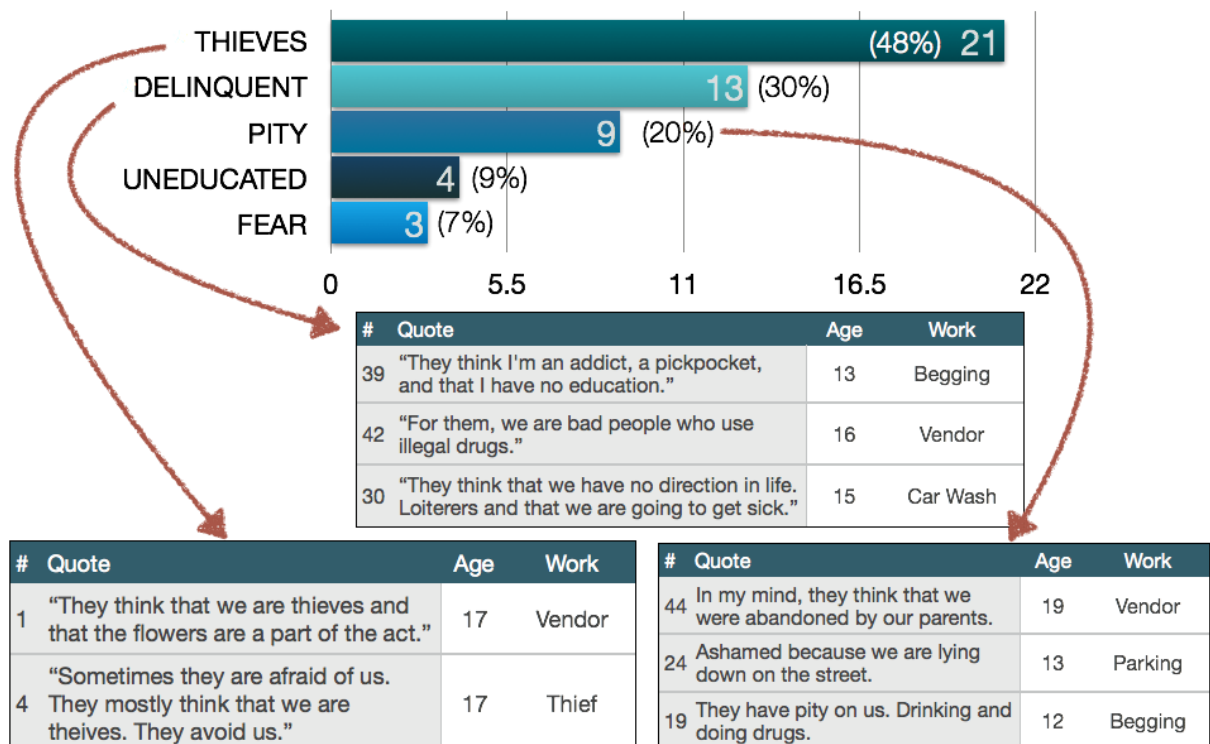 THIEVES (48%) 21
DELINQUENT 13 (30%)
PITY 9 (20%)
UNEDUCATED 4 (9%)
FEAR 3 (7%)
0 5.5 11 16.5 22
# Quote Age Work
39 “They think I'm an addict, a pickpocket,
and that I have no education.” 13 Begging
42 “For them, we are bad people who use
illegal drugs.” 16 Vendor
30 “They think that we have no direction in life.
Loiterers and that we are going to get sick.” 15 Car Wash
# Quote Age Work
1 “They think that we are thieves and
that the flowers are a part of the act.” 17 Vendor
4 “Sometimes they are afraid of us.
They mostly think that we are
theives. They avoid us.” 17 Thief
# Quote Age Work
44 In my mind, they think that we
were abandoned by our parents. 19 Vendor
24 Ashamed because we are lying
down on the street. 13 Parking
19 They have pity on us. Drinking and
doing drugs. 12 Begging